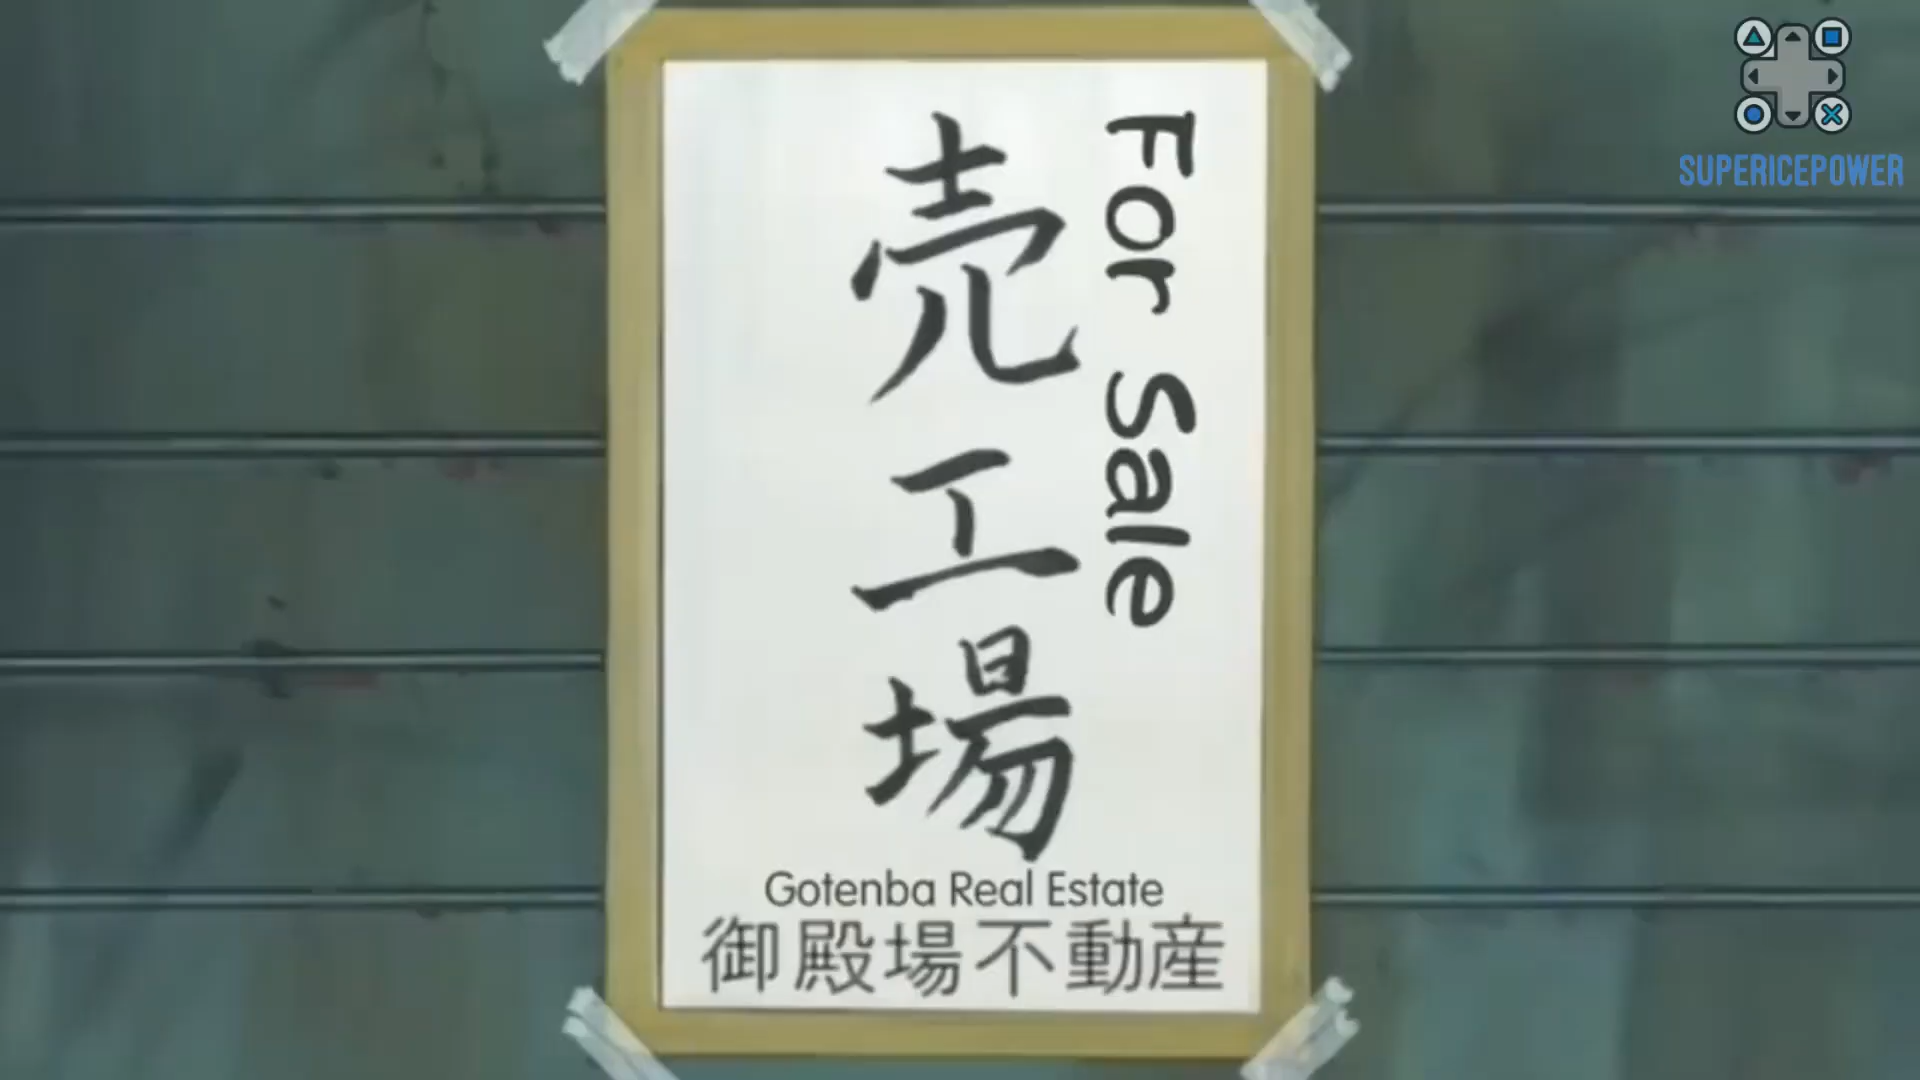 For Sale
売工場
Gotenba Real Estate
御殿場不動産
SUPERICEPOWER